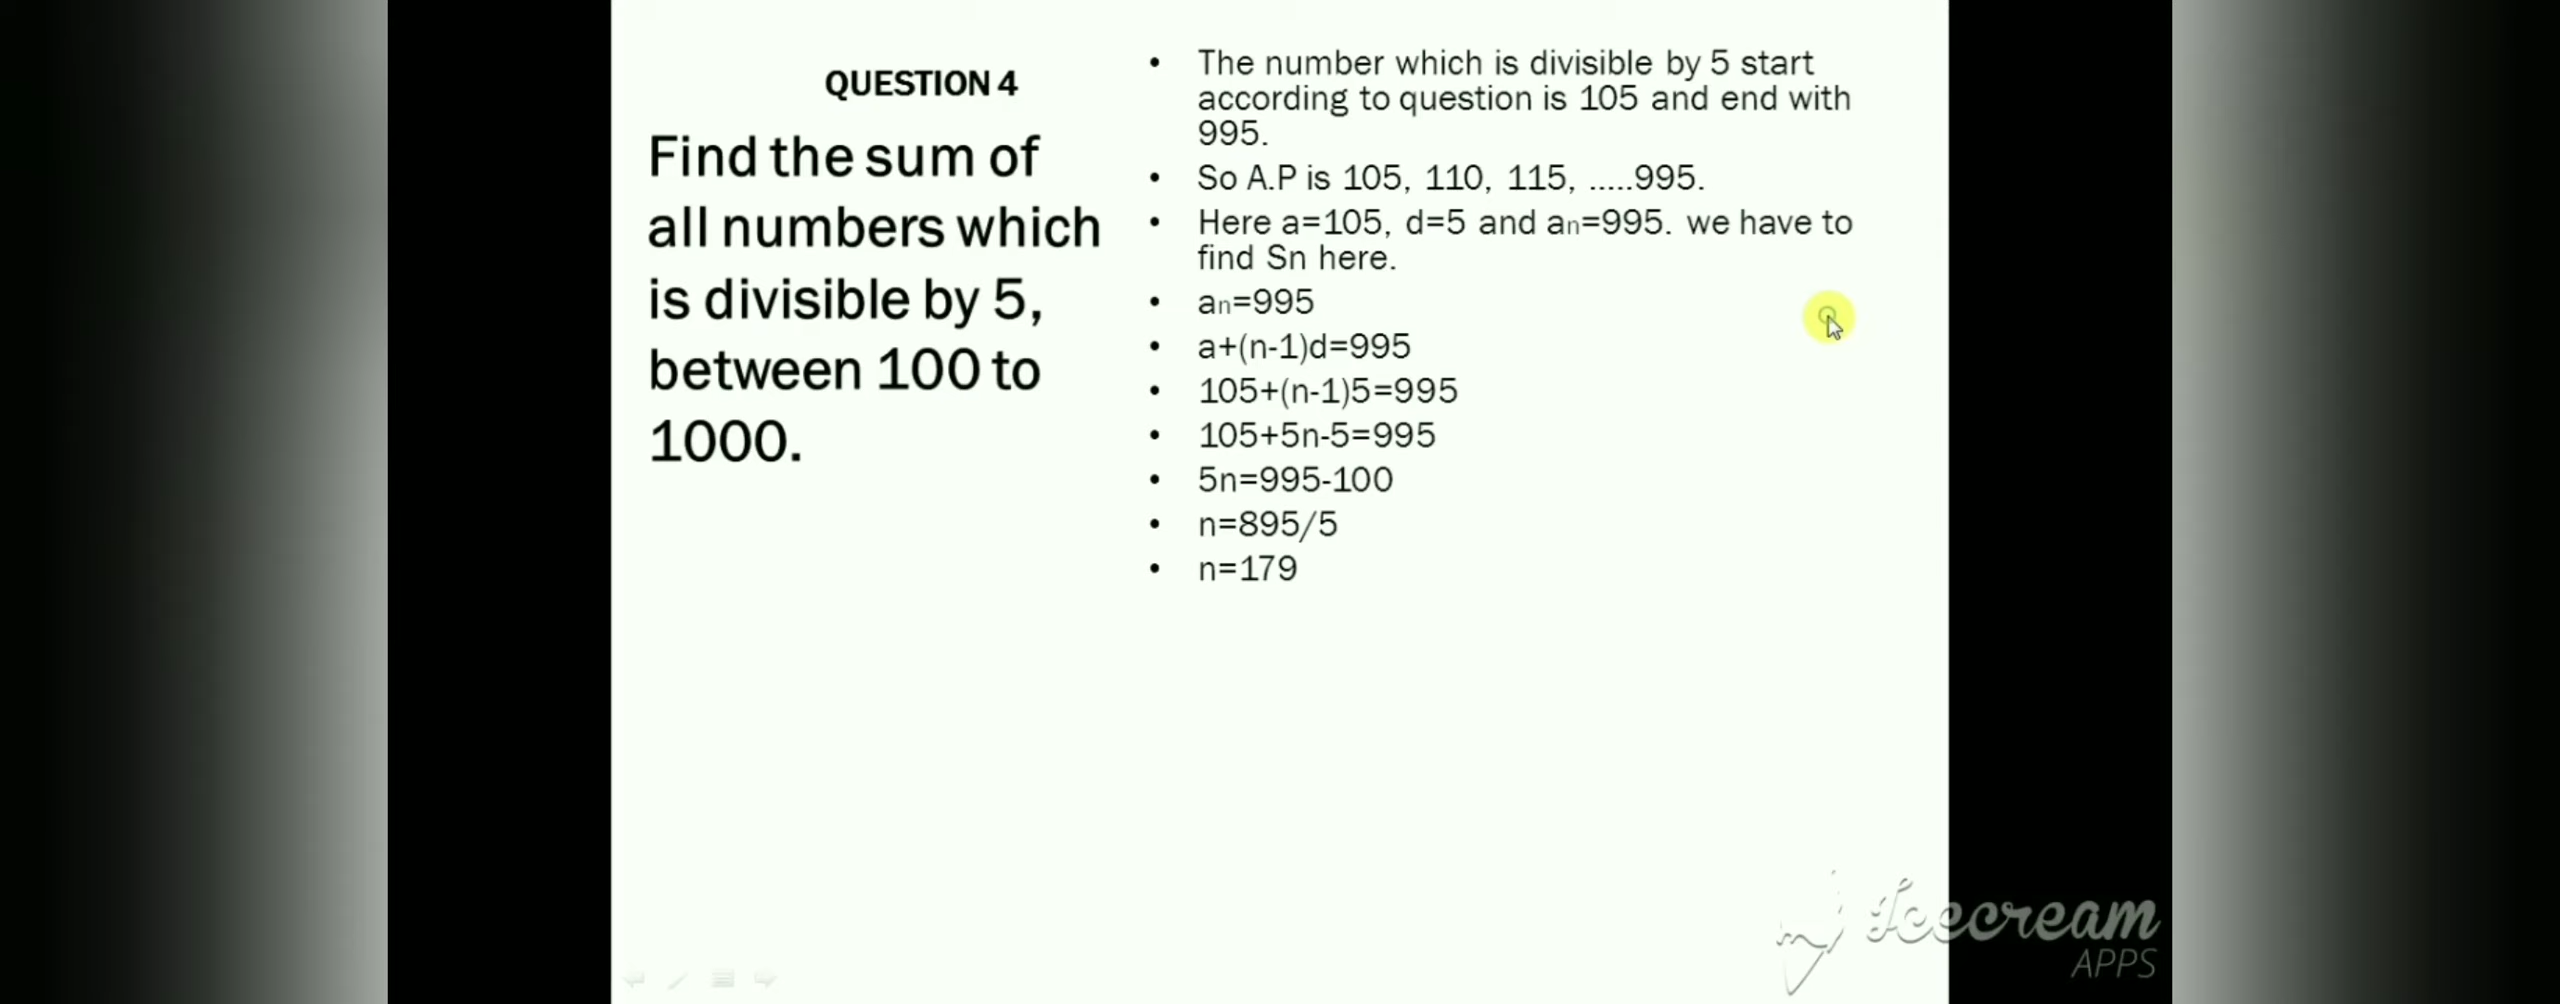 QUESTION 4
Find the sum of
all numbers which
is divisible by 5,
between 100 to
1000.
• The number which is divisible by 5 start
according to question is 105 and end with
995.
• So A.P is 105, 110, 115, .....995.
• Here a=105, d=5 and an=995. we have to
find Sn here.
• an=995
• a+(n-1)d=995
• 105+(n-1)5=995
• 105+5n-5=995
• 5n=995-100
• n=895/5
• n=179
Icecream
APPS